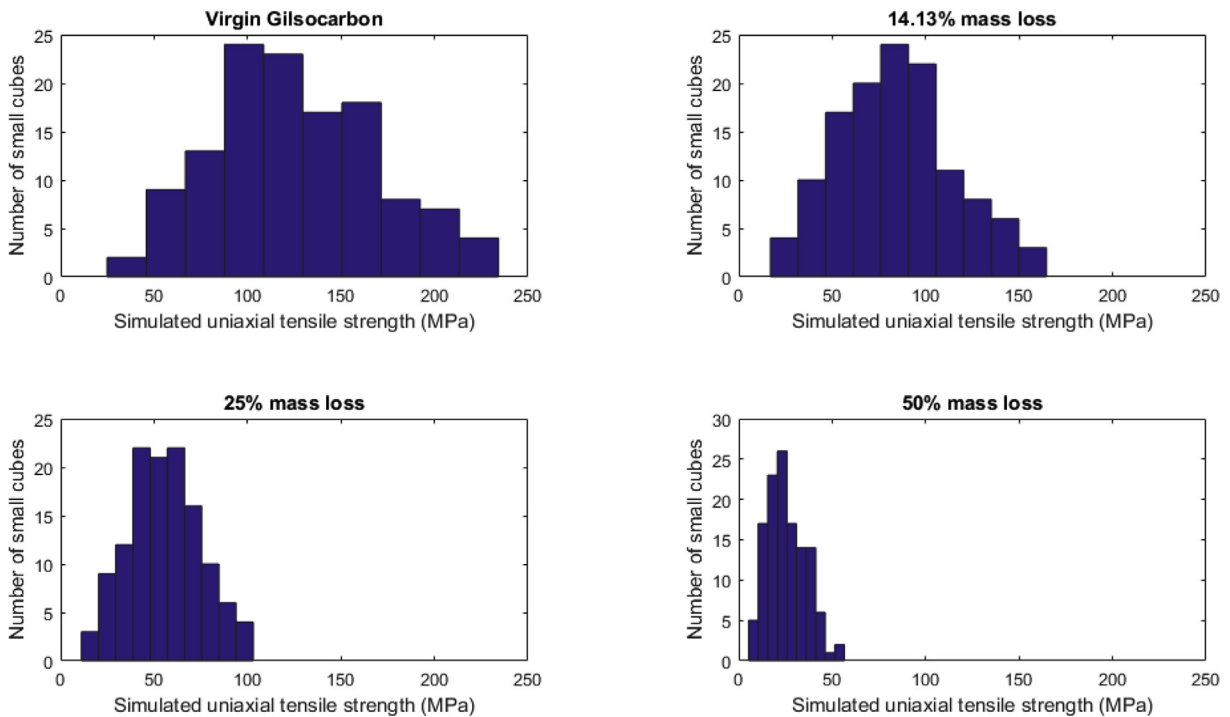 Virgin Gilsocarbon
14.13% mass loss
Number of small cubes
25
20
15
10
5
0
0 50 100 150 200 250
Simulated uniaxial tensile strength (MPa)
Number of small cubes
25
20
15
10
5
0
0 50 100 150 200 250
Simulated uniaxial tensile strength (MPa)
25% mass loss
50% mass loss
Number of small cubes
25
20
15
10
5
0
0 50 100 150 200 250
Simulated uniaxial tensile strength (MPa)
Number of small cubes
30
25
20
15
10
5
0
0 50 100 150 200 250
Simulated uniaxial tensile strength (MPa)